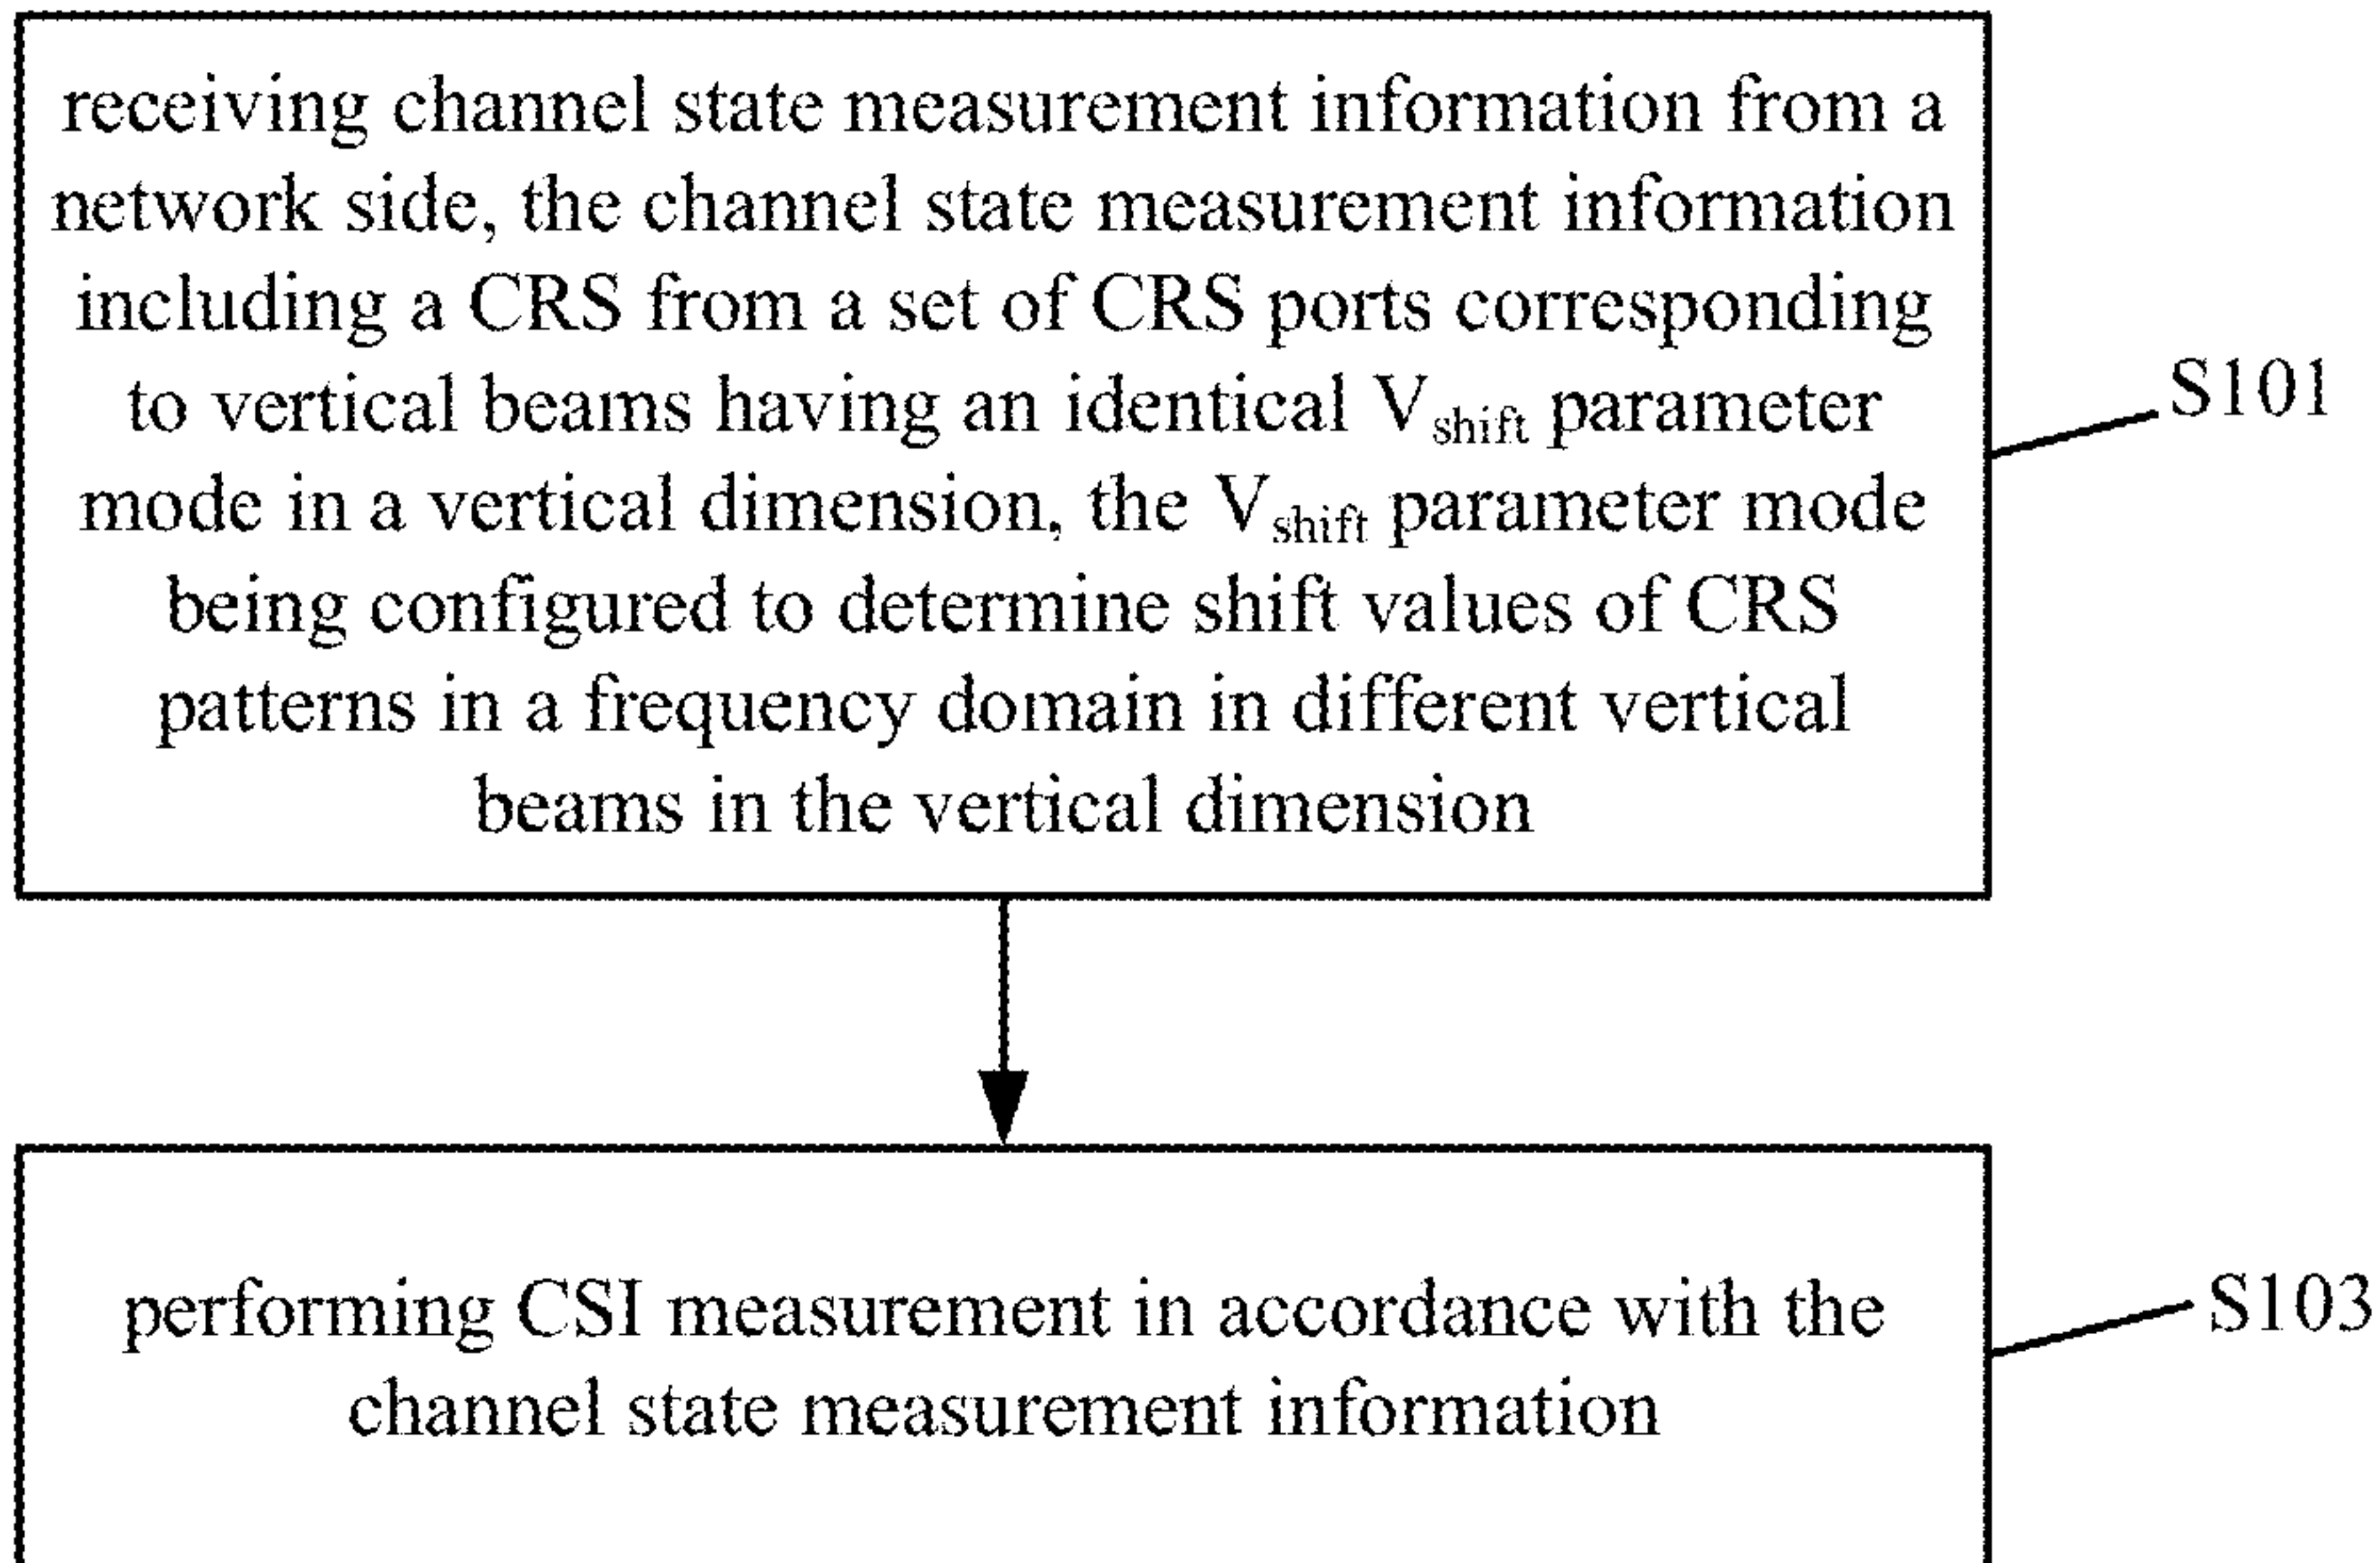 receiving channel state measurement information from a
network side, the channel state measurement information
including a CRS from a set of CRS ports corresponding
to vertical beams having an identical Vshift parameter
mode in a vertical dimension, the Vshift parameter mode
being configured to determine shift values of CRS
patterns in a frequency domain in different vertical
beams in the vertical dimension
S101
performing CSI measurement in accordance with the
channel state measurement information
S103